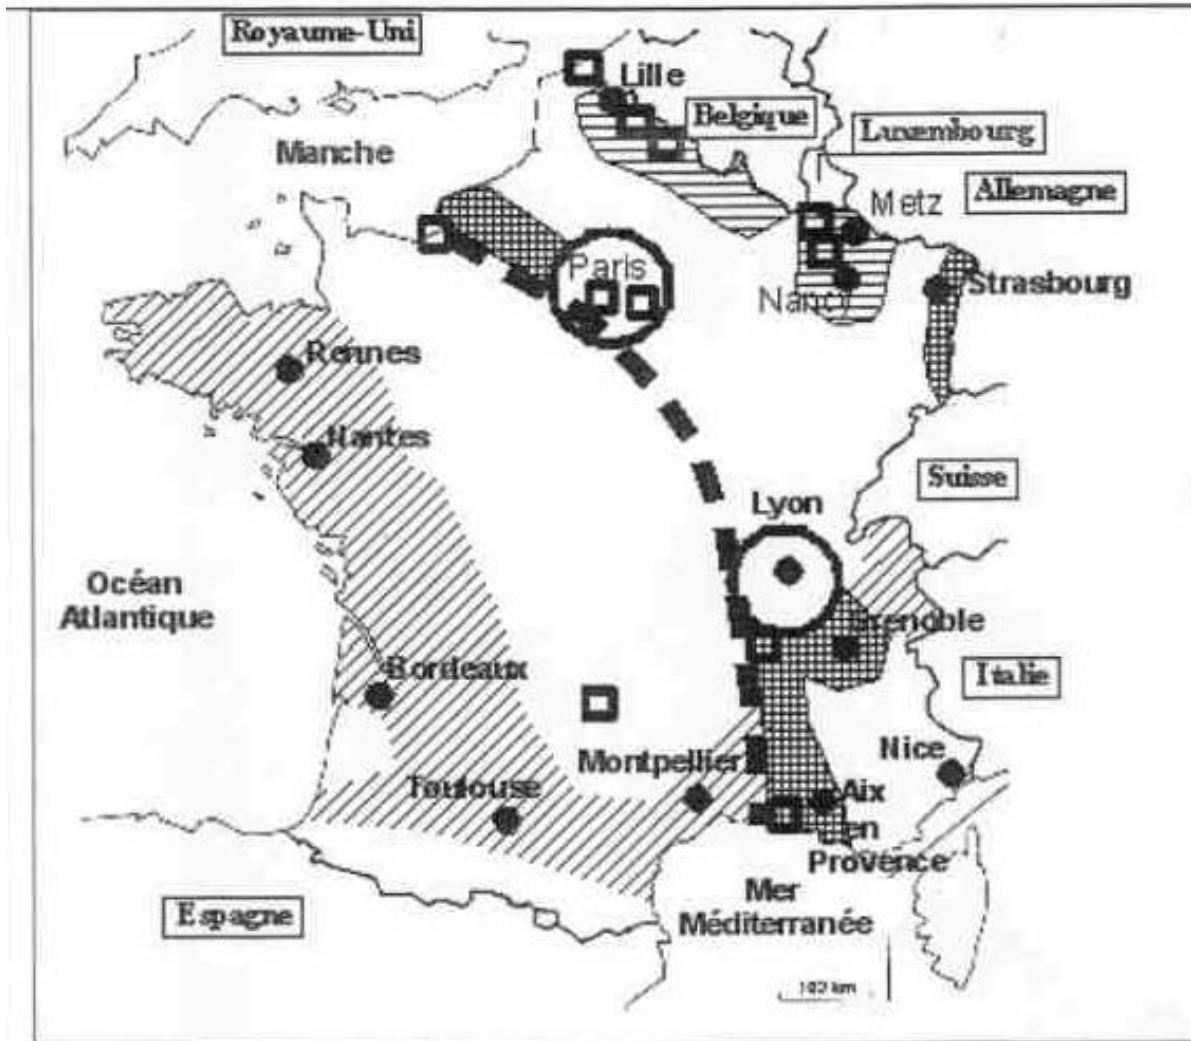 Royaume-Uni
Lille
Belgique
Luxembourg
Manche
Metz
Allemagne
Paris
Nancy
Strasbourg
Rennes
Nantes
Suisse
Lyon
Océan
Atlantique
Grenoble
Bordeaux
Italie
Nice
Montpellier
Toulouse
Aix
en
Provence
Mer
Méditerranée
Espagne
100 km